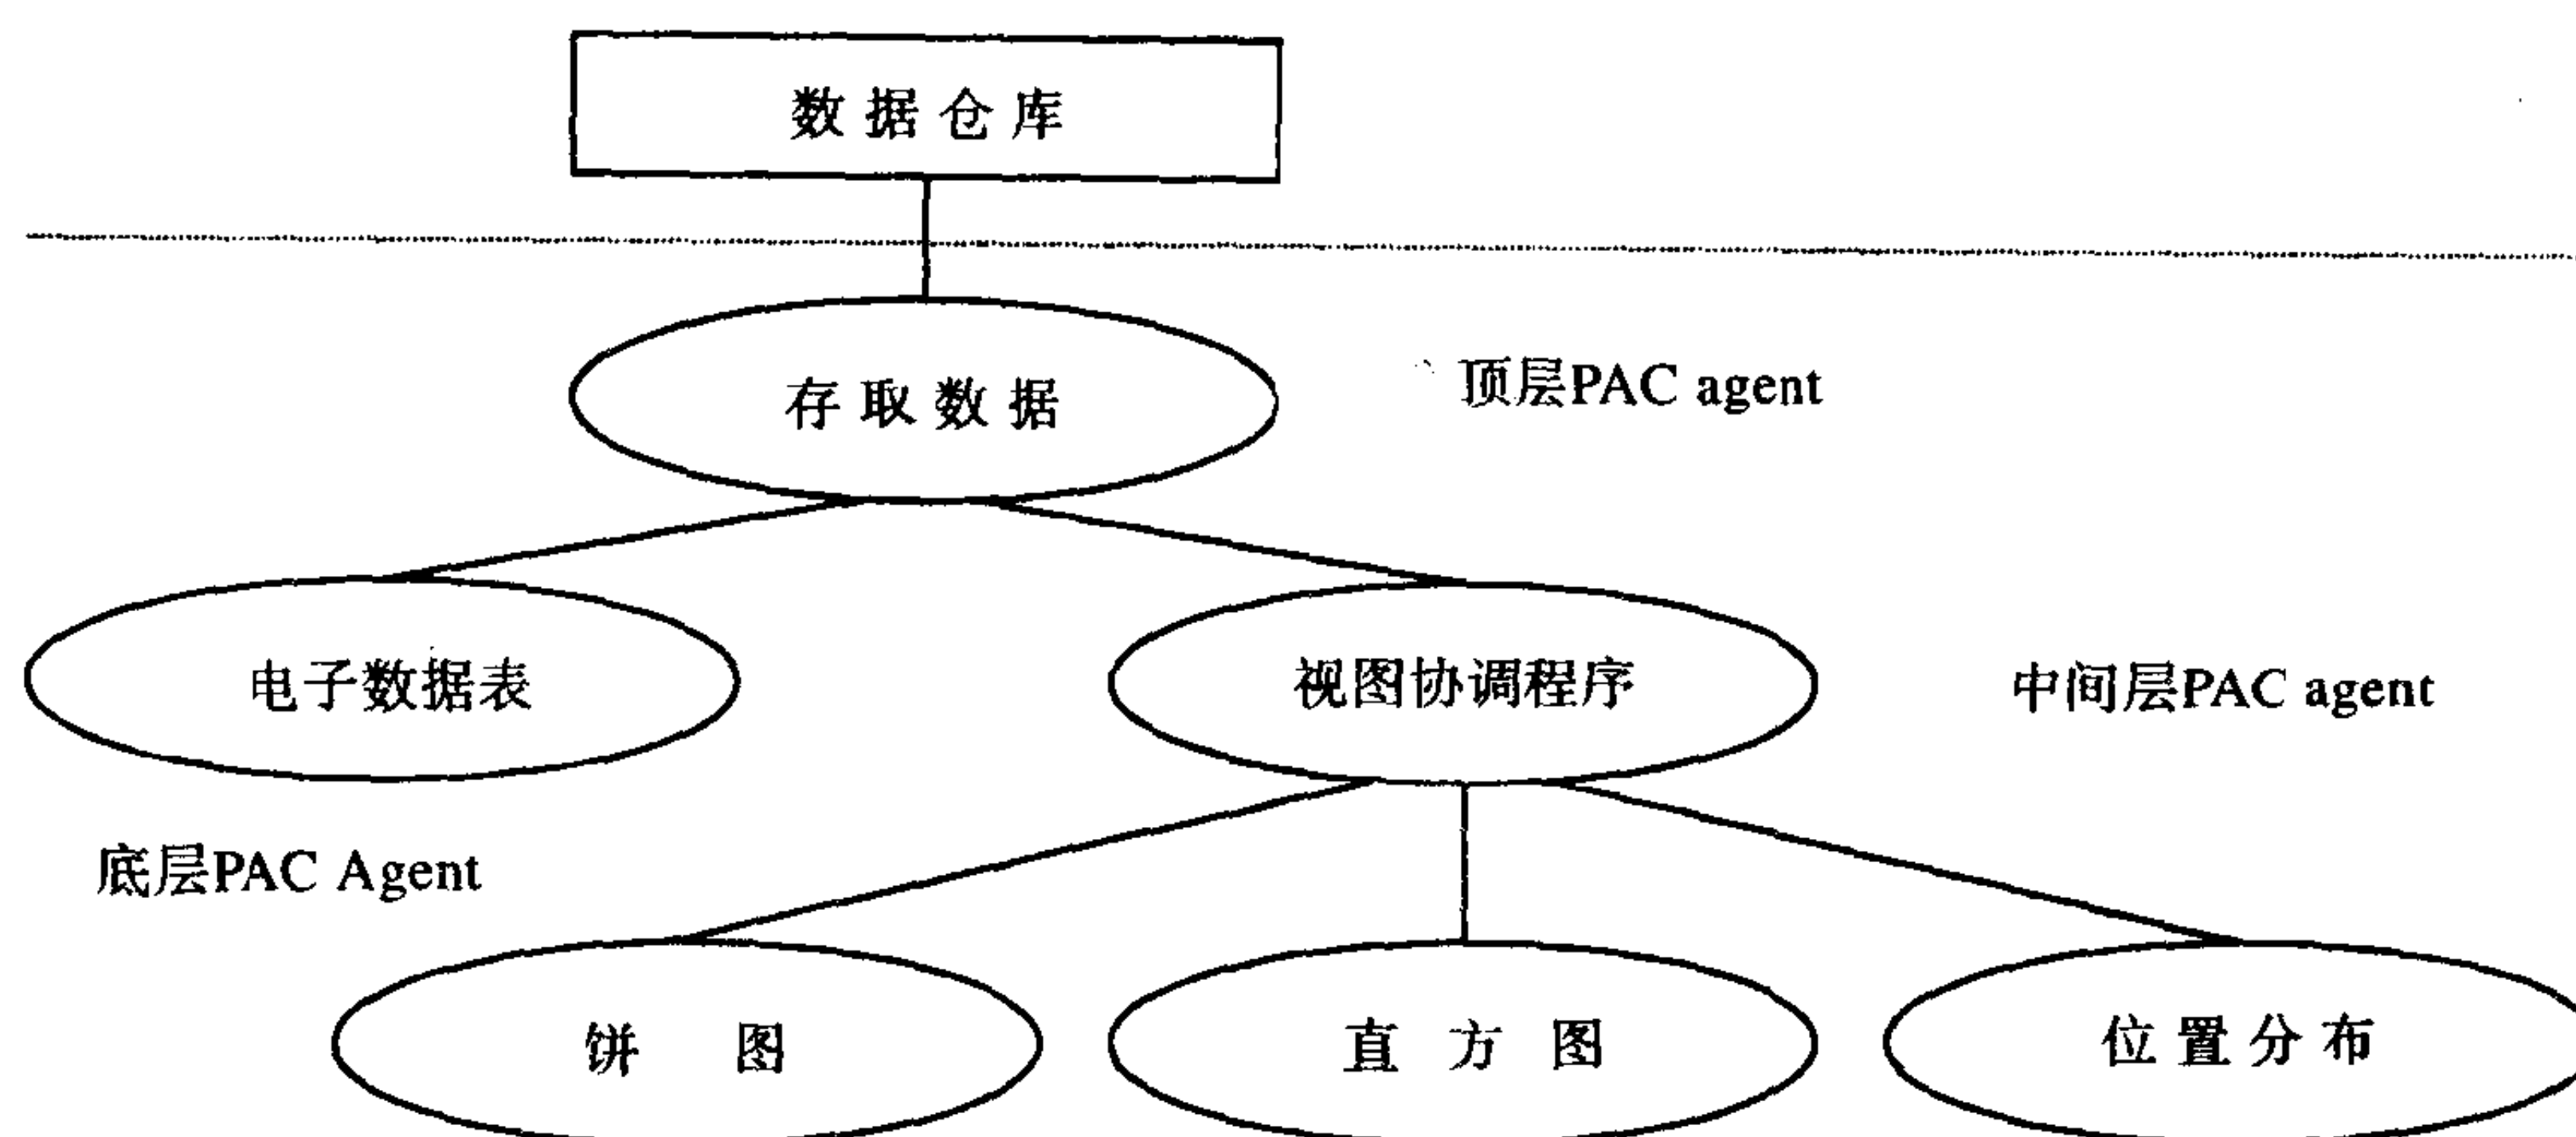 数据仓库
存取数据
顶层PAC agent
电子数据表
视图协调程序
中间层PAC agent
底层PAC Agent
饼图
直方图
位置分布